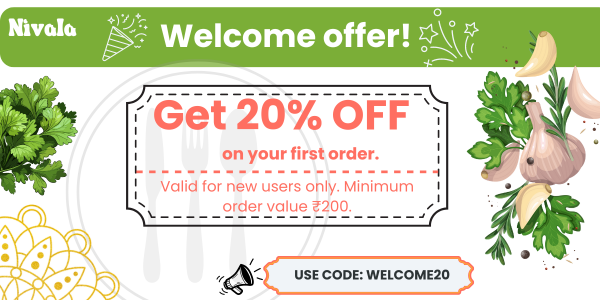 Nivala
Welcome offer!
Get 20% OFF
on your first order.
Valid for new users only. Minimum
order value ₹200.
USE CODE: WELCOME20